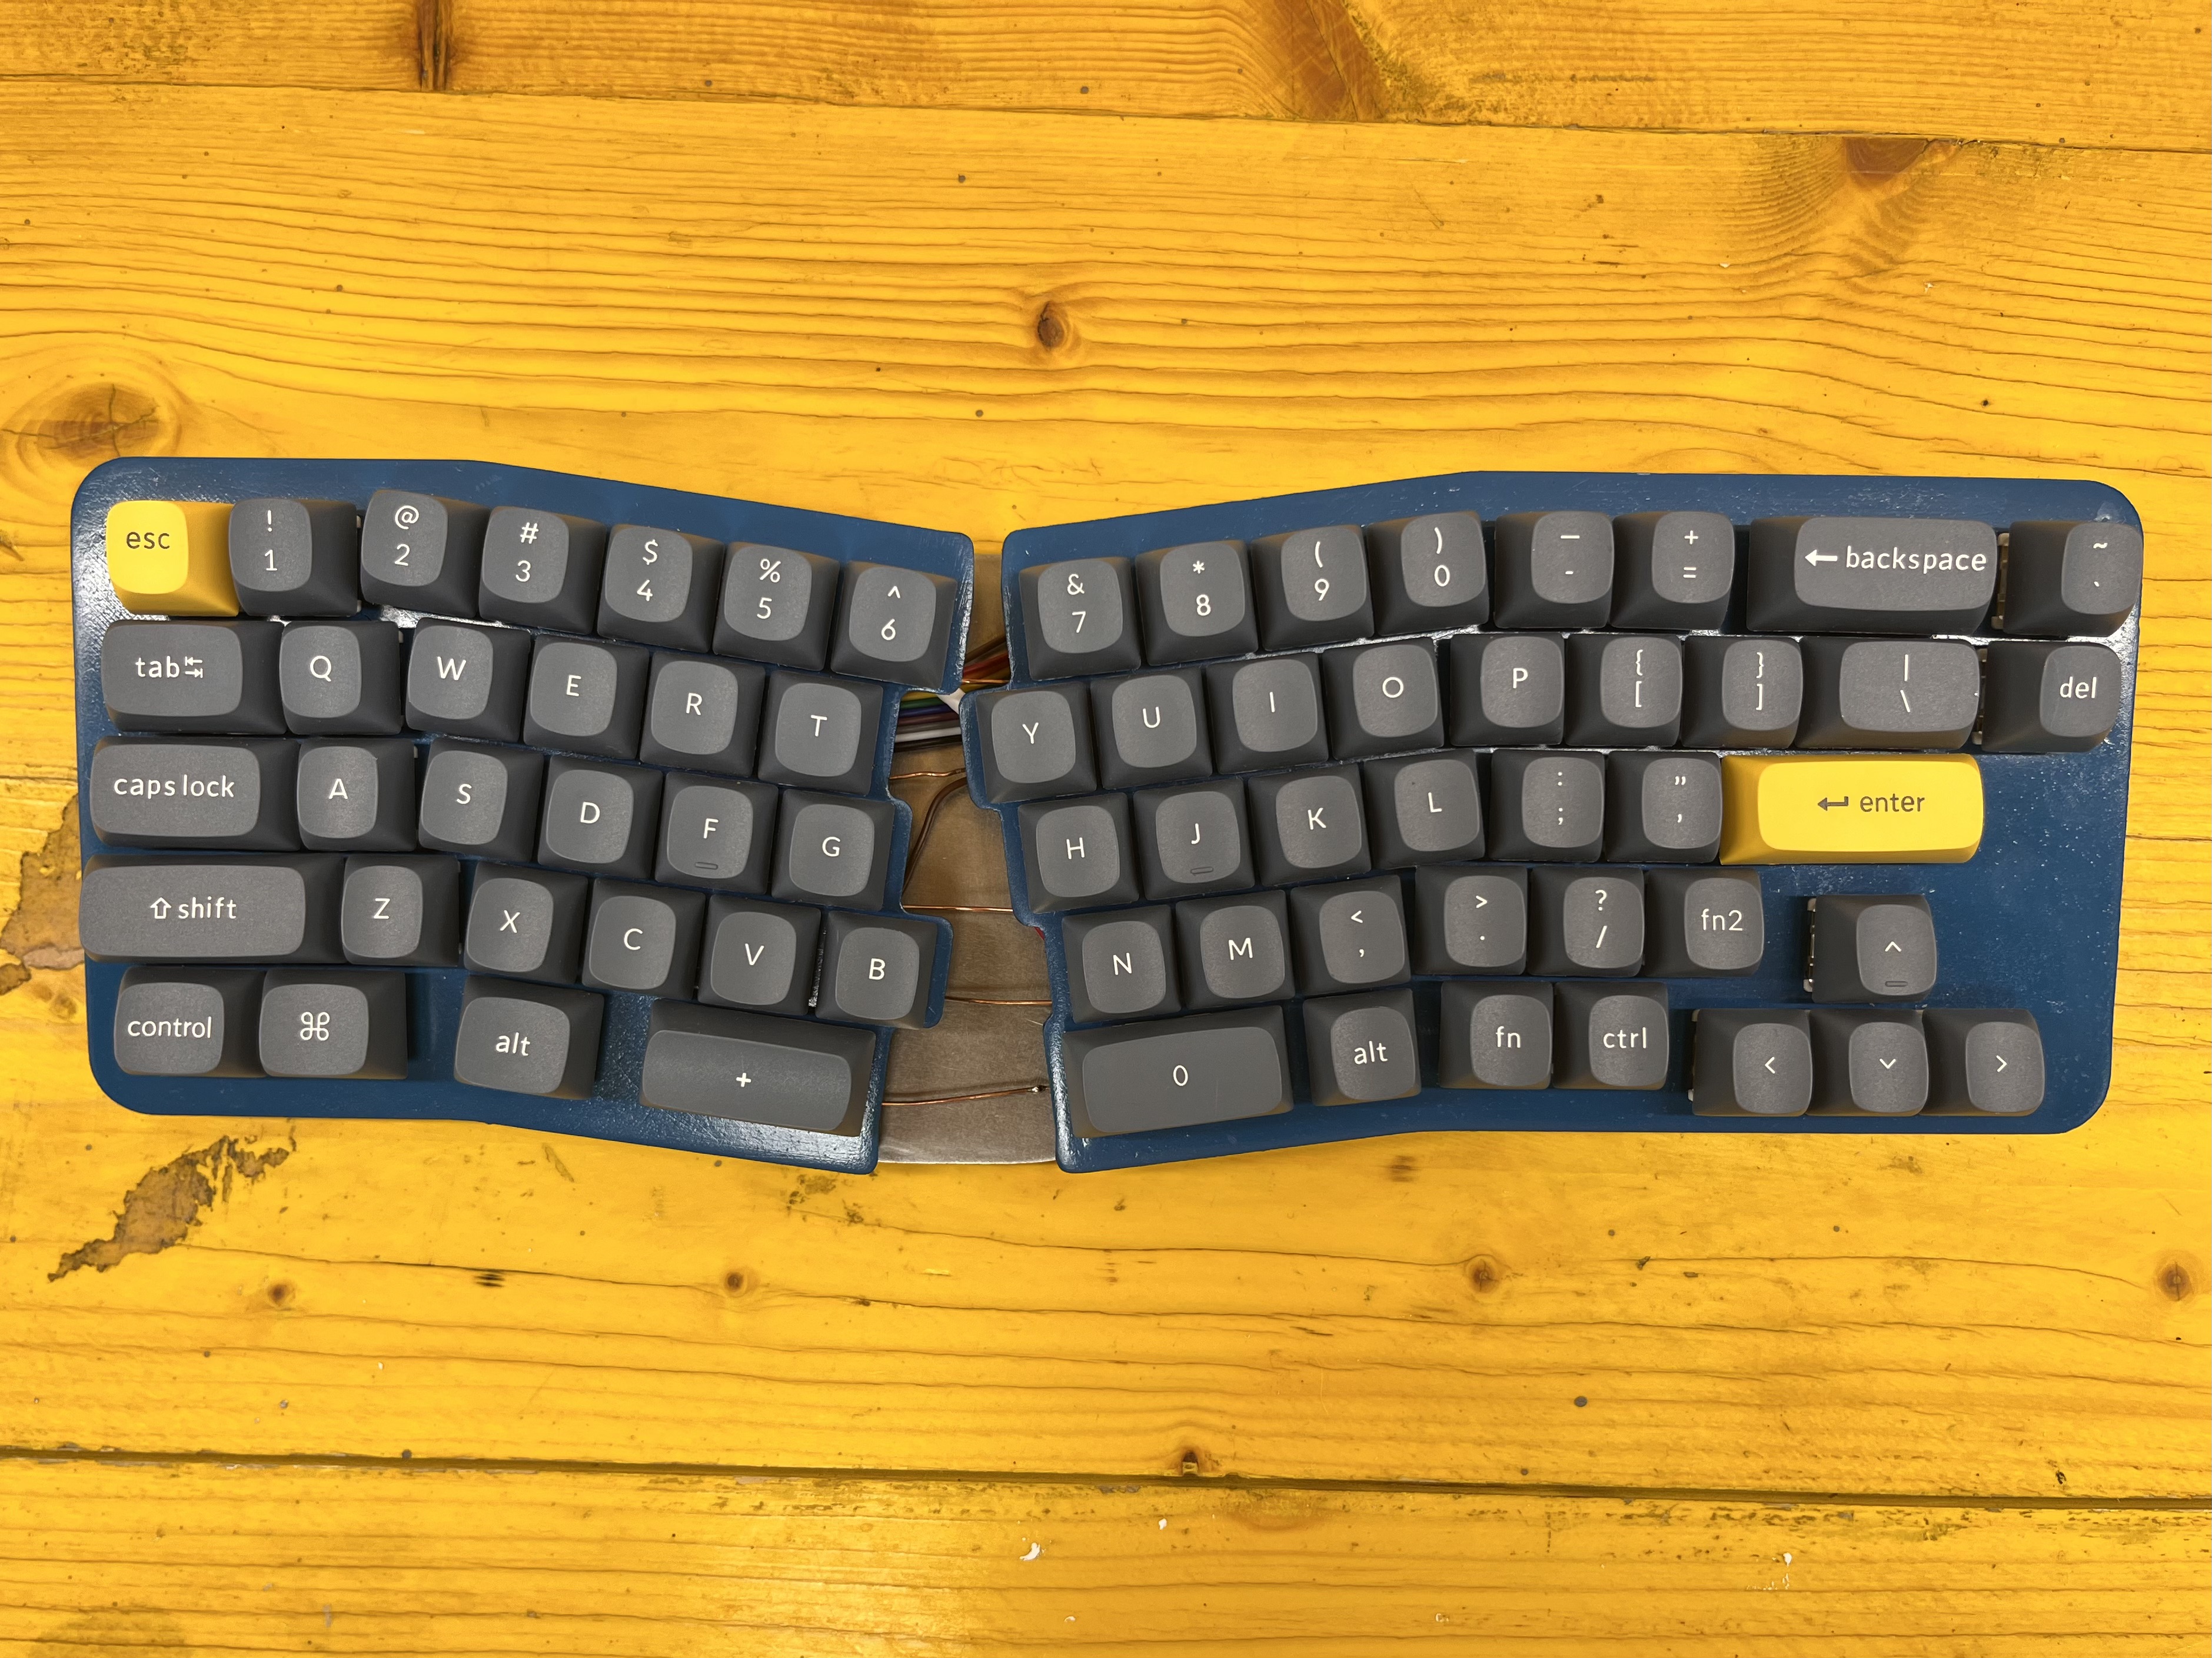 esc ! 1 @ 2 # 3 $ 4 % 5 ^ 6 & 7 * 8 ( 9 ) 0 — - + = ← backspace ~ `
tab ⇆ Q W E R T Y U I O P { [ } ] | \ del
caps lock A S D F G H J K L : ; " ' ↵ enter
⇧ shift Z X C V B N M < , > . ? / fn2 ^
control ⌘ alt + 0 alt fn ctrl < ⌄ >